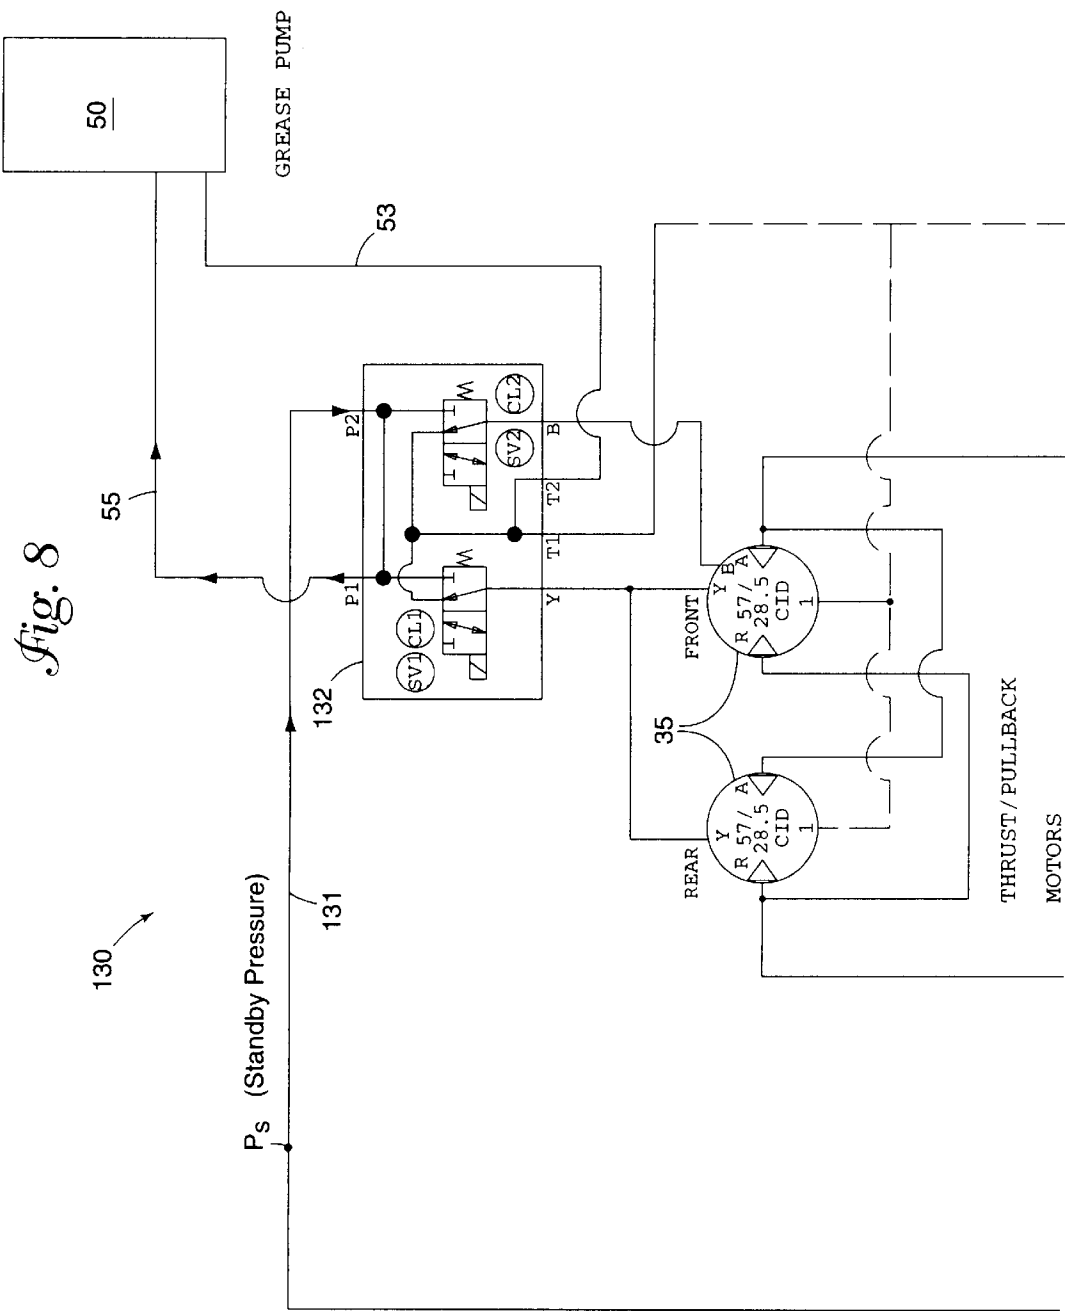 Fig. 8
130
P_S (Standby Pressure)
131
55
50
GREASE PUMP
53
132
P1
P2
SV1
CL1
SV2
CL2
Y
T1
T2
B
REAR
Y
R
A
57/
28.5
CID
1
35
FRONT
Y
B
R
A
57/
28.5
CID
1
THRUST/PULLBACK
MOTORS